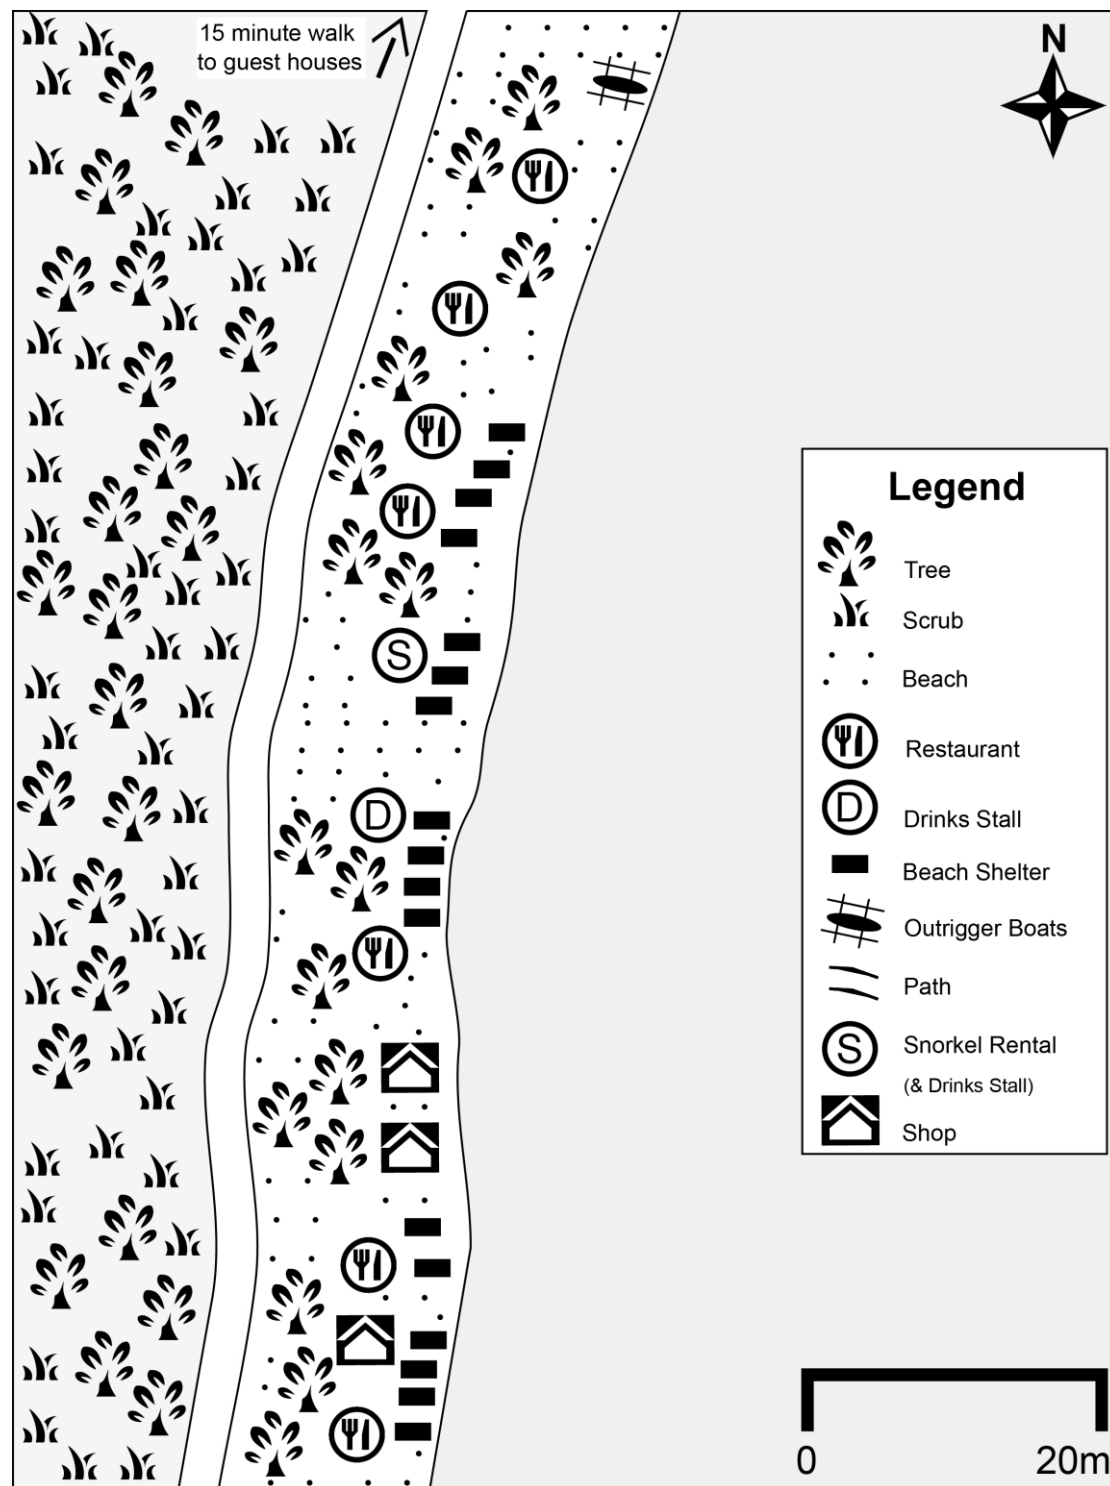 15 minute walk
to guest houses
N
S
D
Legend
Tree
Scrub
Beach
Restaurant
D
Drinks Stall
Beach Shelter
Outrigger Boats
Path
S
Snorkel Rental
(& Drinks Stall)
Shop
0
20m